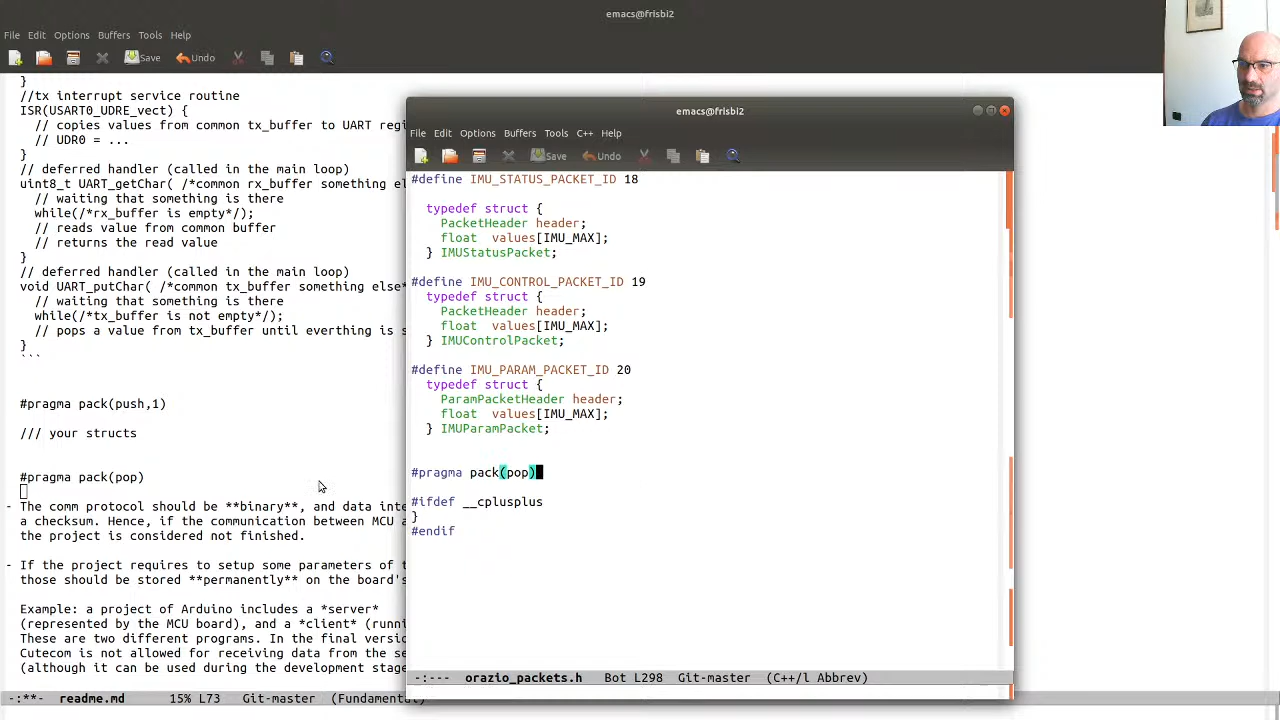 emacs@frisbi2
File Edit Options Buffers Tools Help
Save Undo
}
//tx interrupt service routine
ISR(USART0_UDRE_vect) {
// copies values from common tx_buffer to UART regi
// UDR0 = ...
}
// deferred handler (called in the main loop)
uint8_t UART_getChar( /*common rx_buffer something els
// waiting that something is there
while(/*rx_buffer is empty*/);
// reads value from common buffer
// returns the read value
}
// deferred handler (called in the main loop)
void UART_putChar( /*common tx_buffer something else*
// waiting that something is there
while(/*tx_buffer is not empty*/);
// pops a value from tx_buffer until everthing is s
}
```
#pragma pack(push,1)
/// your structs
#pragma pack(pop)
- The comm protocol should be **binary**, and data inte
a checksum. Hence, if the communication between MCU a
the project is considered not finished.
- If the project requires to setup some parameters of t
those should be stored **permanently** on the board's
Example: a project of Arduino includes a *server*
(represented by the MCU board), and a *client* (runni
These are two different programs. In the final versio
Cutecom is not allowed for receiving data from the se
(although it can be used during the development stage
-:**- readme.md 15% L73 Git-master (Fundamental)
emacs@frisbi2
File Edit Options Buffers Tools C++ Help
Save Undo
#define IMU_STATUS_PACKET_ID 18
typedef struct {
PacketHeader header;
float values[IMU_MAX];
} IMUStatusPacket;
#define IMU_CONTROL_PACKET_ID 19
typedef struct {
PacketHeader header;
float values[IMU_MAX];
} IMUControlPacket;
#define IMU_PARAM_PACKET_ID 20
typedef struct {
ParamPacketHeader header;
float values[IMU_MAX];
} IMUParamPacket;
#pragma pack(pop)
#ifdef __cplusplus
}
#endif
-:--- orazio_packets.h Bot L298 Git-master (C++/l Abbrev)